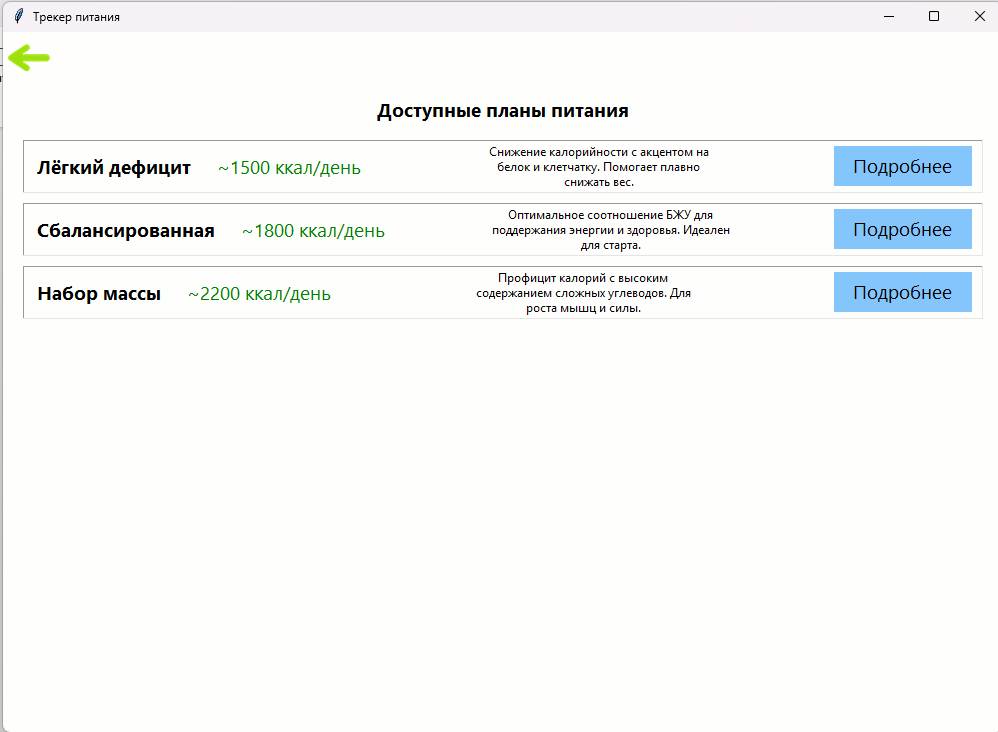 Трекер питания
Доступные планы питания
Лёгкий дефицит ~1500 ккал/день
Снижение калорийности с акцентом на
белок и клетчатку. Помогает плавно
снижать вес.
Подробнее
Сбалансированная ~1800 ккал/день
Оптимальное соотношение БЖУ для
поддержания энергии и здоровья. Идеален
для старта.
Подробнее
Набор массы ~2200 ккал/день
Профицит калорий с высоким
содержанием сложных углеводов. Для
роста мышц и силы.
Подробнее